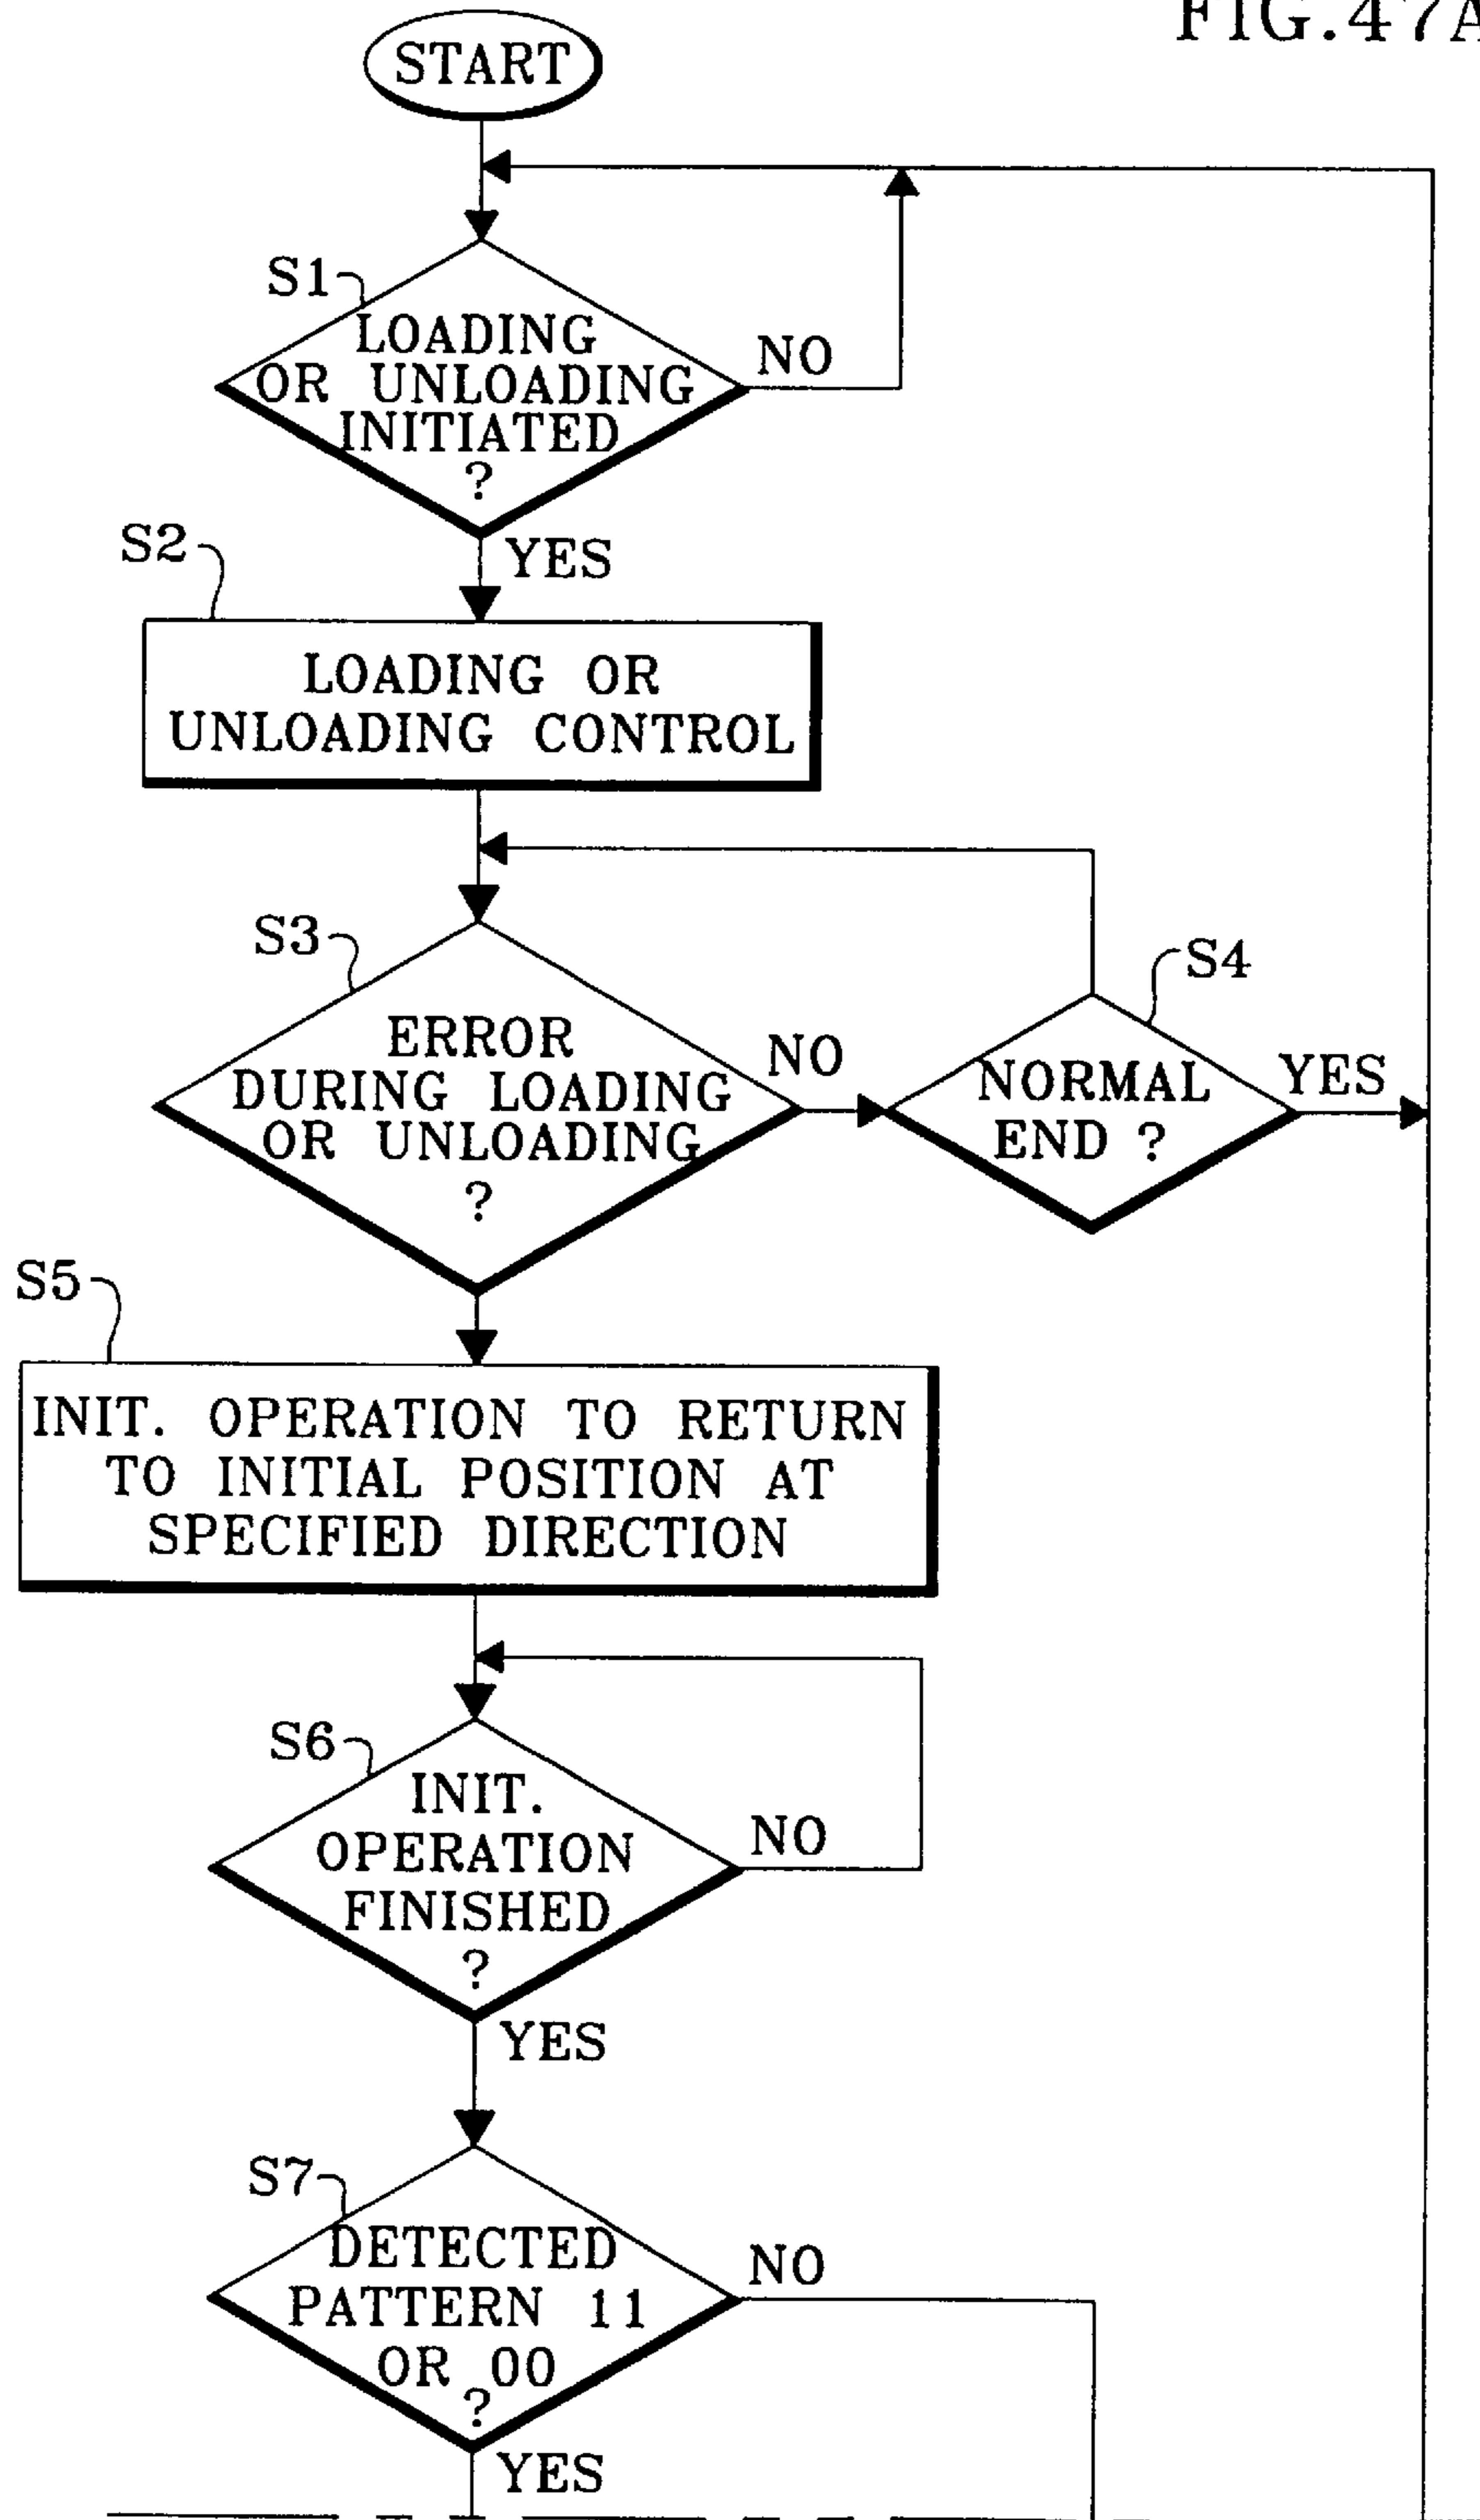 FIG.47A
START
S1
LOADING
OR UNLOADING
INITIATED
?
NO
YES
S2
LOADING OR
UNLOADING CONTROL
S3
ERROR
DURING LOADING
OR UNLOADING
?
NO
S4
NORMAL
END ?
YES
S5
INIT. OPERATION TO RETURN
TO INITIAL POSITION AT
SPECIFIED DIRECTION
S6
INIT.
OPERATION
FINISHED
?
NO
YES
S7
DETECTED
PATTERN 11
OR 00
?
NO
YES